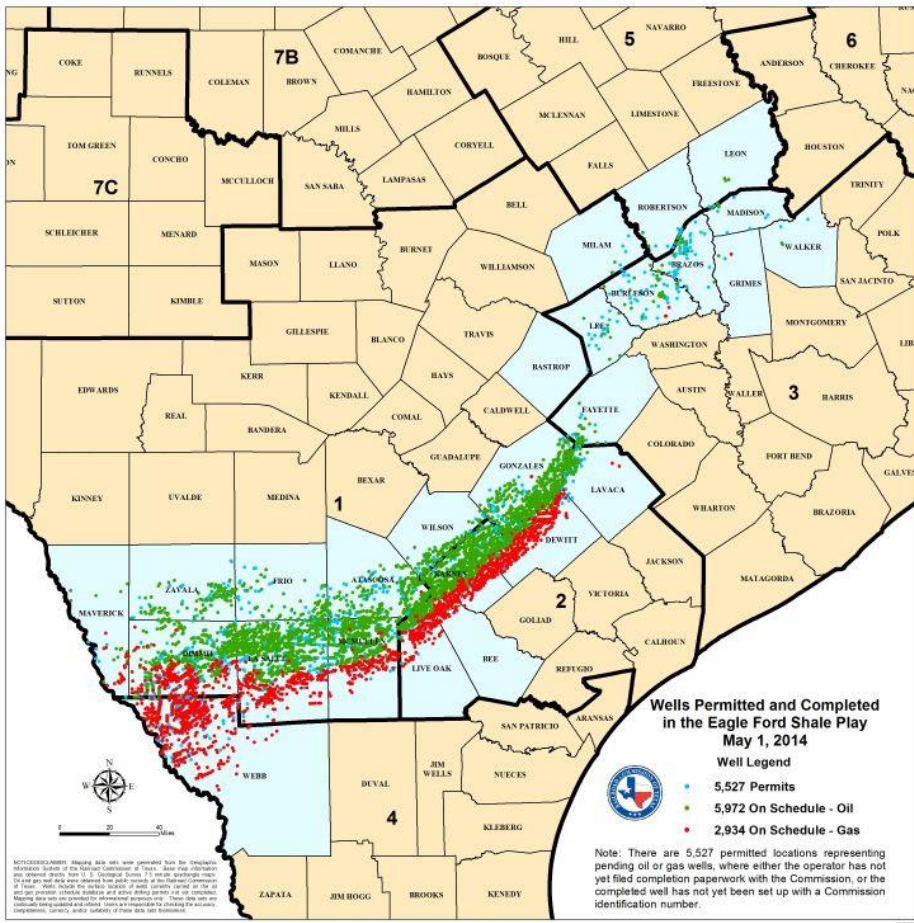 COKE
RUNNELS
COLEMAN
7B
BROWN
COMANCHE
HAMILTON
BOSQUE
HILL
5
NAVARRO
FREESTONE
ANDERSON
6
CHEROKEE
TOM GREEN
CONCHO
7C
MCCULLOCH
MILLS
SAN SABA
LAMPASAS
CORYELL
MCLENNAN
LIMESTONE
FALLS
LEON
HOUSTON
TRINITY
SCHLEICHER
MENARD
MASON
LLANO
BURNET
BELL
MILAM
ROBERTSON
MADISON
WALKER
POLK
SUTTON
KIMBLE
WILLIAMSON
BRAZOS
GRIMES
SAN JACINTO
GILLESPIE
BLANCO
TRAVIS
BURLESON
LEE
WASHINGTON
MONTGOMERY
EDWARDS
REAL
KERR
KENDALL
HAYS
BASTROP
AUSTIN
WALLER
3
HARRIS
BANDERA
COMAL
CALDWELL
FAYETTE
COLORADO
FORT BEND
KINNEY
UVALDE
MEDINA
1
BEXAR
GUADALUPE
GONZALES
LAVACA
WHARTON
BRAZORIA
WILSON
DEWITT
JACKSON
MATAGORDA
MAVERICK
ZAVALA
FRIO
ATASCOSA
KARNES
2
GOLIAD
VICTORIA
CALHOUN
DIMMIT
LA SALLE
MCMULLEN
LIVE OAK
BEE
REFUGIO
ARANSAS
SAN PATRICIO
WEBB
DUVAL
4
JIM
WELLS
NUECES
KLEBERG
ZAPATA
JIM HOGG
BROOKS
KENEDY
N
W
E
S
0
20
40
Miles
Wells Permitted and Completed
in the Eagle Ford Shale Play
May 1, 2014
Well Legend
5,527 Permits
5,972 On Schedule - Oil
2,934 On Schedule - Gas
Note: There are 5,527 permitted locations representing
pending oil or gas wells, where either the operator has not
yet filed completion paperwork with the Commission, or the
completed well has not yet been set up with a Commission
identification number.